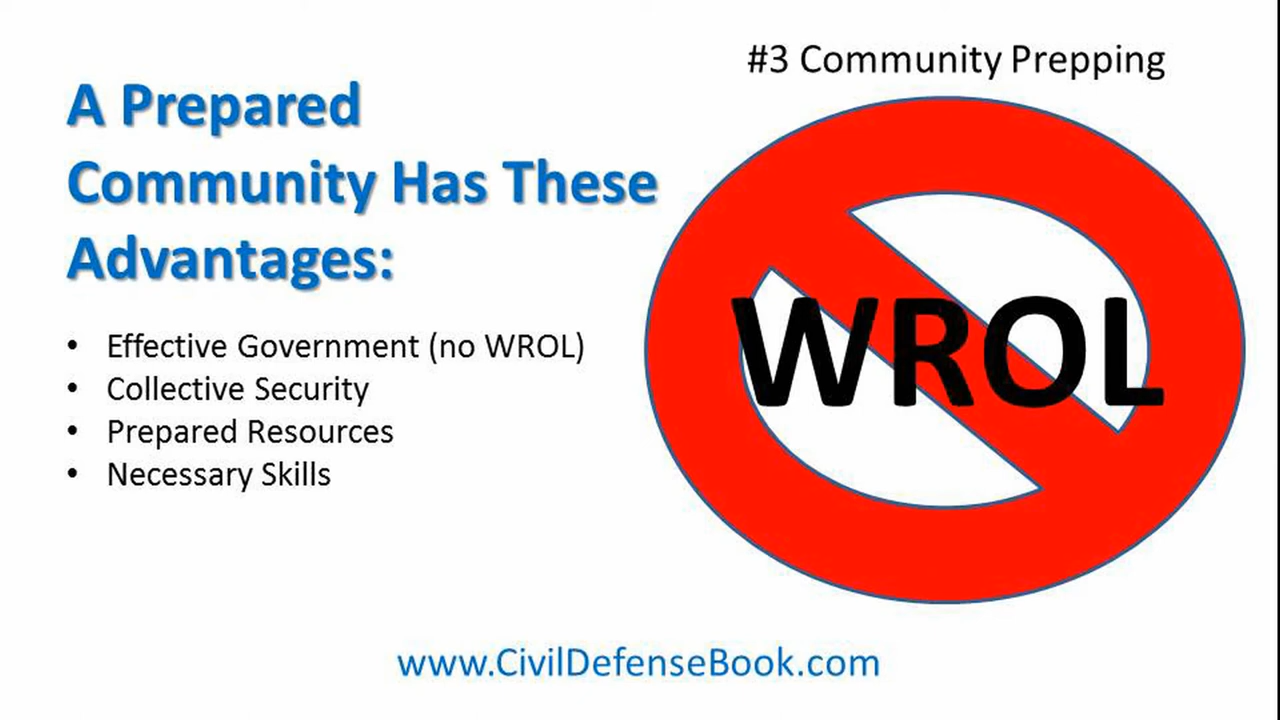 #3 Community Prepping
A Prepared
Community Has These
Advantages:
• Effective Government (no WROL)
• Collective Security
• Prepared Resources
• Necessary Skills
WROL
www.CivilDefenseBook.com